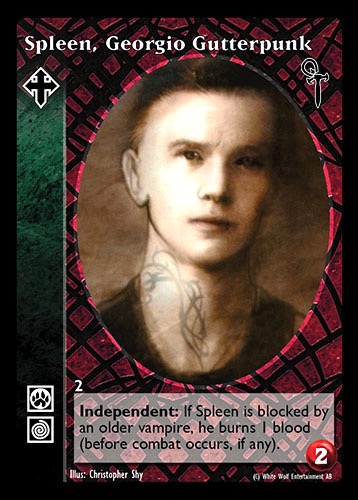 Spleen, Georgio Gutterpunk
2
Independent: If Spleen is blocked by
an older vampire, he burns 1 blood
(before combat occurs, if any).
2
Illus: Christopher Shy
(C) White Wolf Entertainment AB